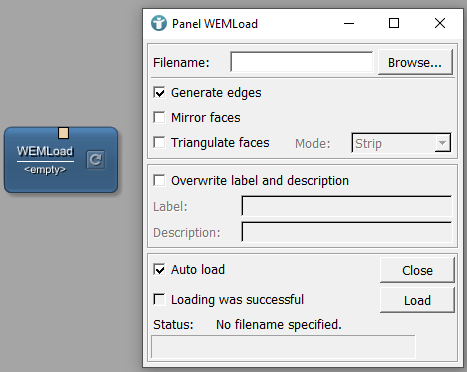 Panel WEMLoad
Filename:
Browse...
Generate edges
Mirror faces
Triangulate faces Mode: Strip
WEMLoad
<empty>
Overwrite label and description
Label:
Description:
Auto load
Close
Loading was successful
Load
Status: No filename specified.